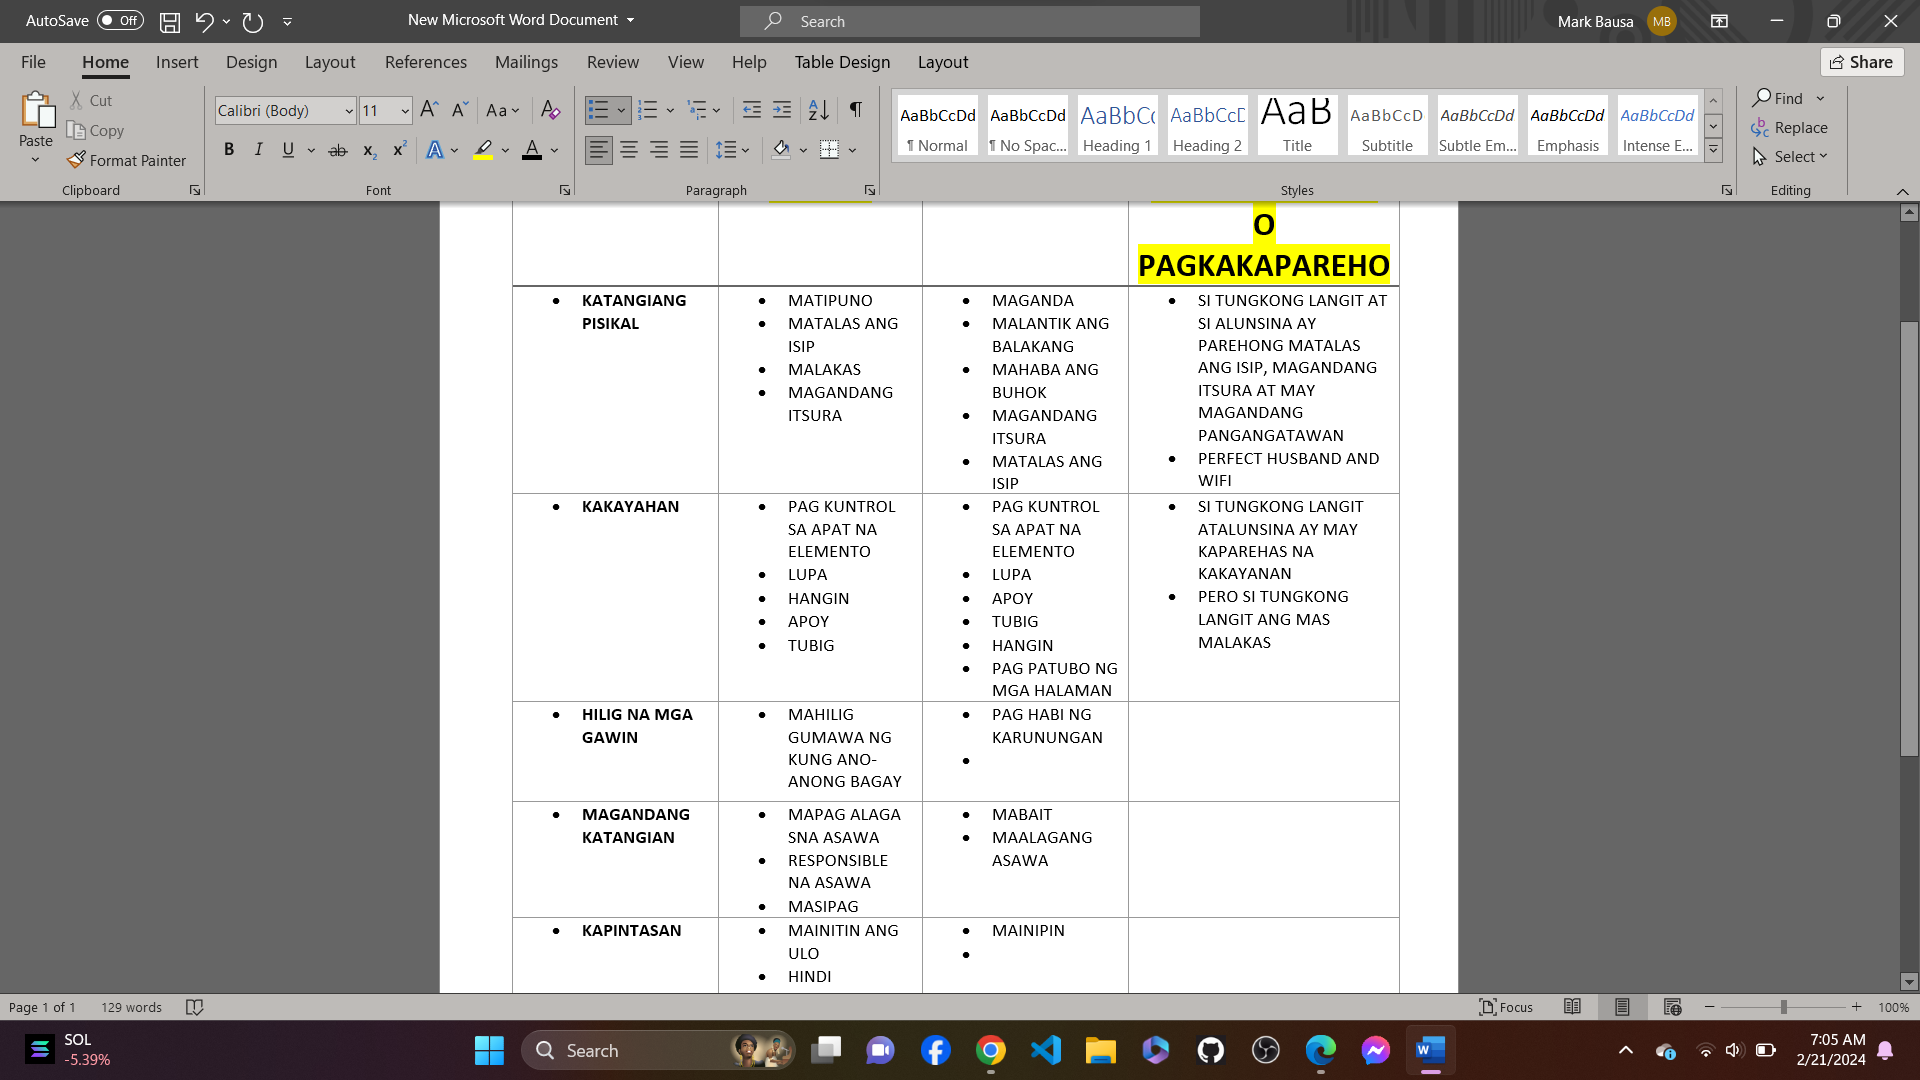 AutoSave Off
New Microsoft Word Document
Search
Mark Bausa MB
File Home Insert Design Layout References Mailings Review View Help Table Design Layout
Share
Paste
Cut
Copy
Format Painter
Clipboard
Calibri (Body) 11
Font
Paragraph
AaBbCcDd AaBbCcDd AaBbCc AaBbCcD AaB AaBbCcD AaBbCcDd AaBbCcDd AaBbCcDd
¶ Normal ¶ No Spac... Heading 1 Heading 2 Title Subtitle Subtle Em... Emphasis Intense E...
Styles
Find
Replace
Select
Editing
O
PAGKAKAPAREHO
• KATANGIANG
PISIKAL
• MATIPUNO
• MATALAS ANG
ISIP
• MALAKAS
• MAGANDANG
ITSURA
• MAGANDA
• MALANTIK ANG
BALAKANG
• MAHABA ANG
BUHOK
• MAGANDANG
ITSURA
• MATALAS ANG
ISIP
• SI TUNGKONG LANGIT AT
SI ALUNSINA AY
PAREHONG MATALAS
ANG ISIP, MAGANDANG
ITSURA AT MAY
MAGANDANG
PANGANGATAWAN
• PERFECT HUSBAND AND
WIFI
• KAKAYAHAN
• PAG KUNTROL
SA APAT NA
ELEMENTO
• LUPA
• HANGIN
• APOY
• TUBIG
• PAG KUNTROL
SA APAT NA
ELEMENTO
• LUPA
• APOY
• TUBIG
• HANGIN
• PAG PATUBO NG
MGA HALAMAN
• SI TUNGKONG LANGIT
ATALUNSINA AY MAY
KAPAREHAS NA
KAKAYANAN
• PERO SI TUNGKONG
LANGIT ANG MAS
MALAKAS
• HILIG NA MGA
GAWIN
• MAHILIG
GUMAWA NG
KUNG ANO-
ANONG BAGAY
• PAG HABI NG
KARUNUNGAN
•
• MAGANDANG
KATANGIAN
• MAPAG ALAGA
SNA ASAWA
• RESPONSIBLE
NA ASAWA
• MASIPAG
• MABAIT
• MAALAGANG
ASAWA
• KAPINTASAN
• MAINITIN ANG
ULO
• HINDI
• MAINIPIN
•
Page 1 of 1 129 words
Focus
100%
SOL
-5.39%
Search
7:05 AM
2/21/2024